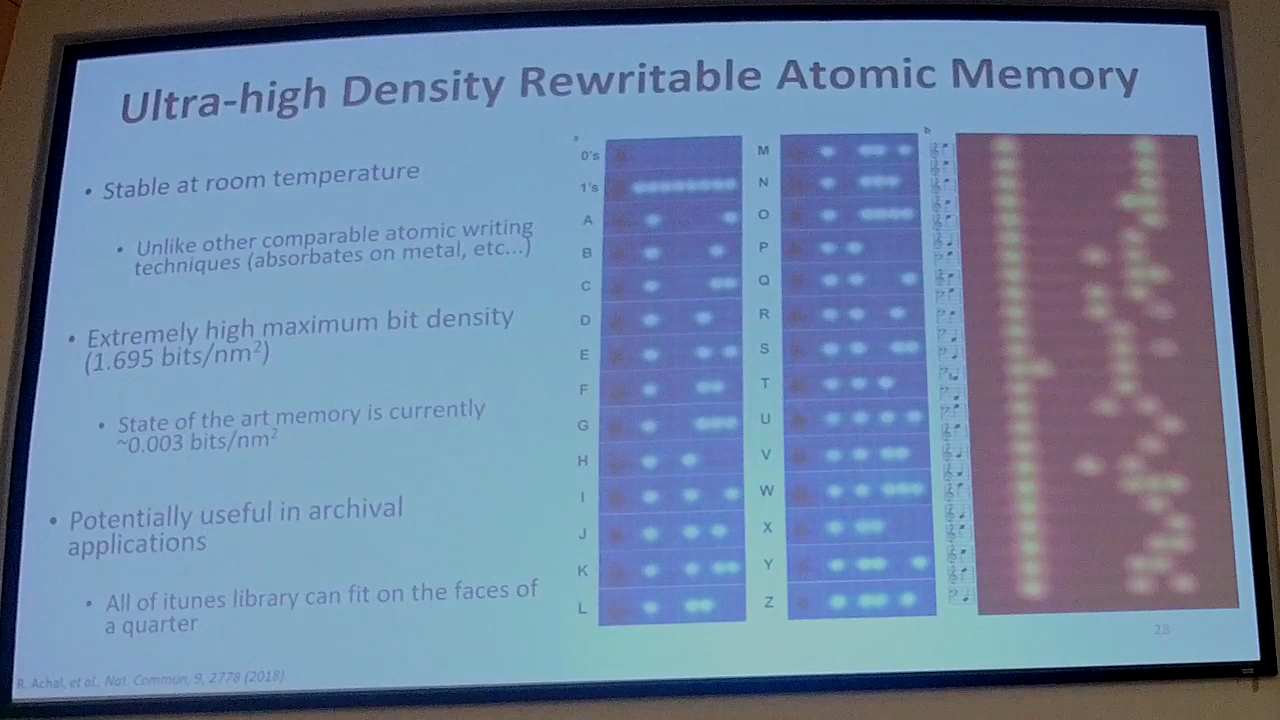 Ultra-high Density Rewritable Atomic Memory
• Stable at room temperature
• Unlike other comparable atomic writing
techniques (absorbates on metal, etc...)
• Extremely high maximum bit density
(1.695 bits/nm²)
• State of the art memory is currently
~0.003 bits/nm²
• Potentially useful in archival
applications
• All of itunes library can fit on the faces of
a quarter
R. Achal, et al., Nat. Commun, 9, 2778 (2018).
a
0's
1's
A
B
C
D
E
F
G
H
I
J
K
L
M
N
O
P
Q
R
S
T
U
V
W
X
Y
Z
b
28